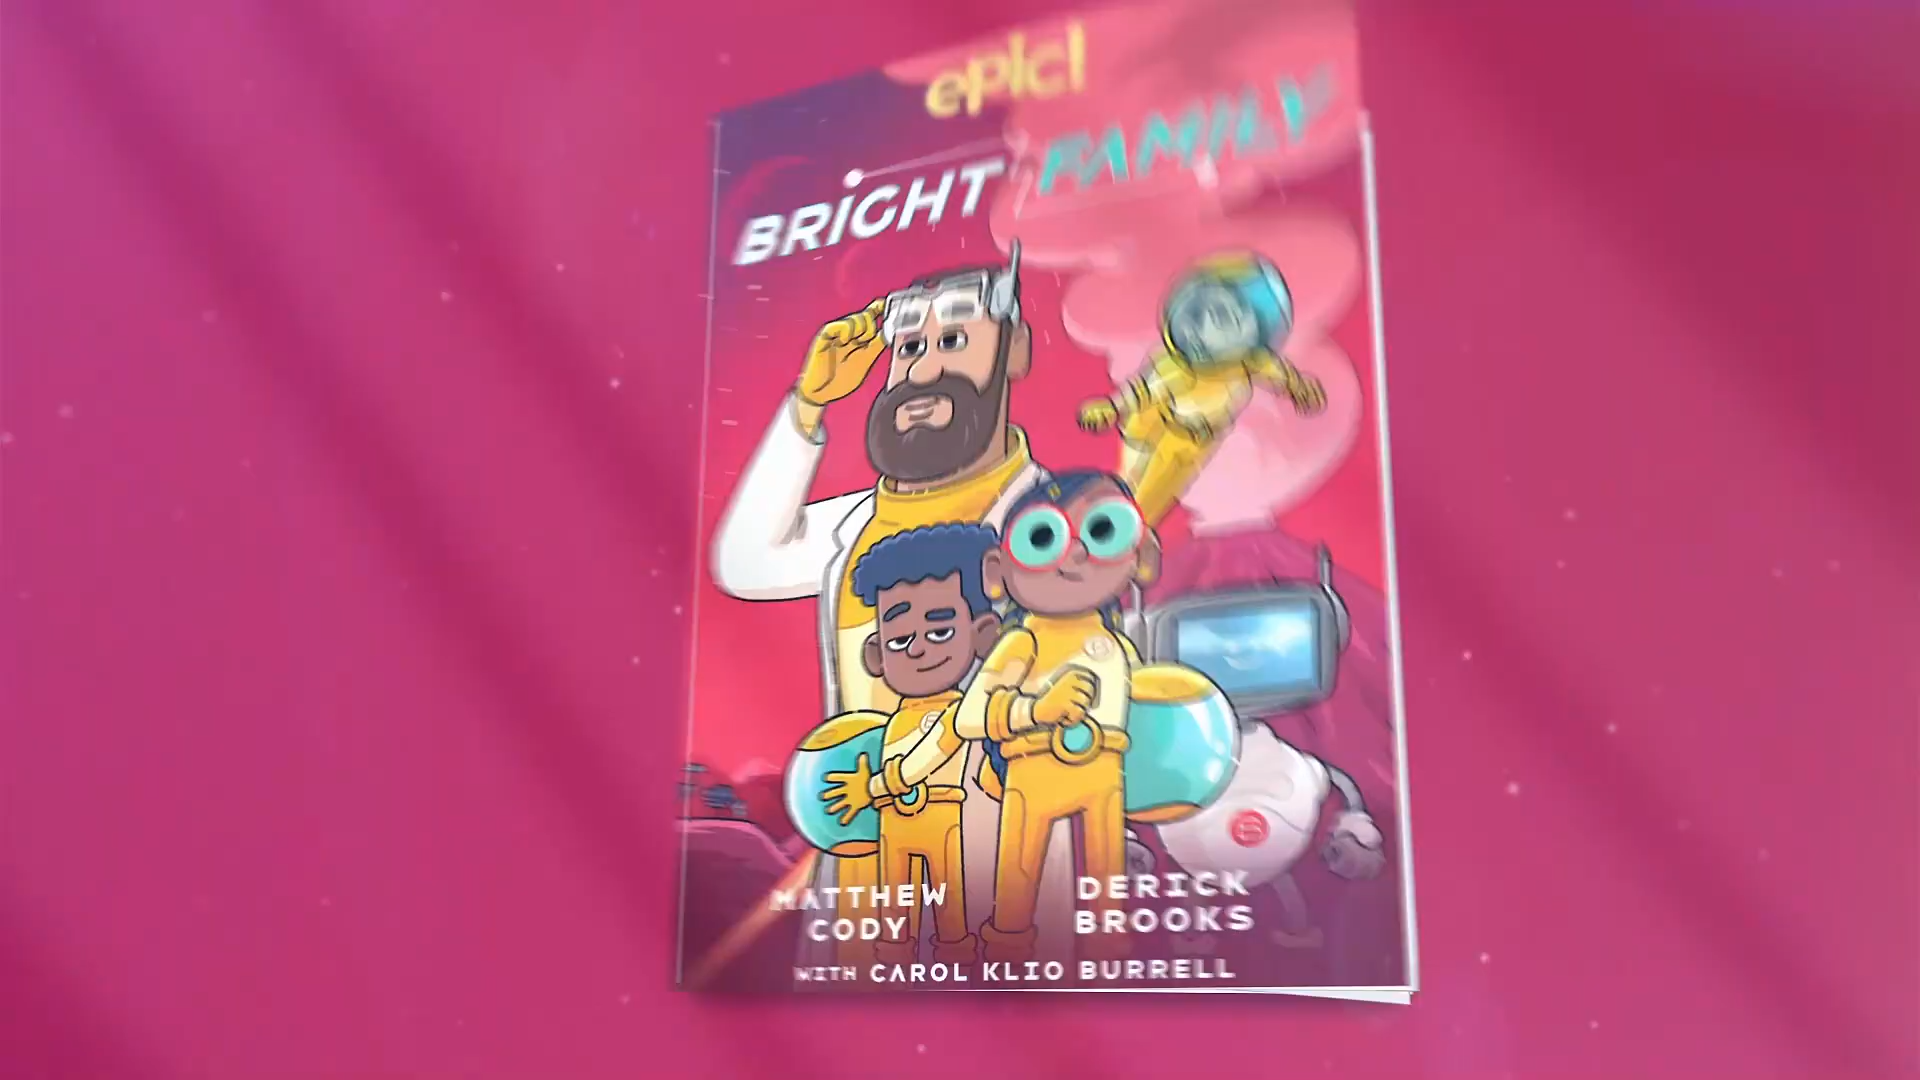 epic!
BRIGHT FAMILY
MATTHEW
CODY
DERICK
BROOKS
WITH CAROL KLIO BURRELL